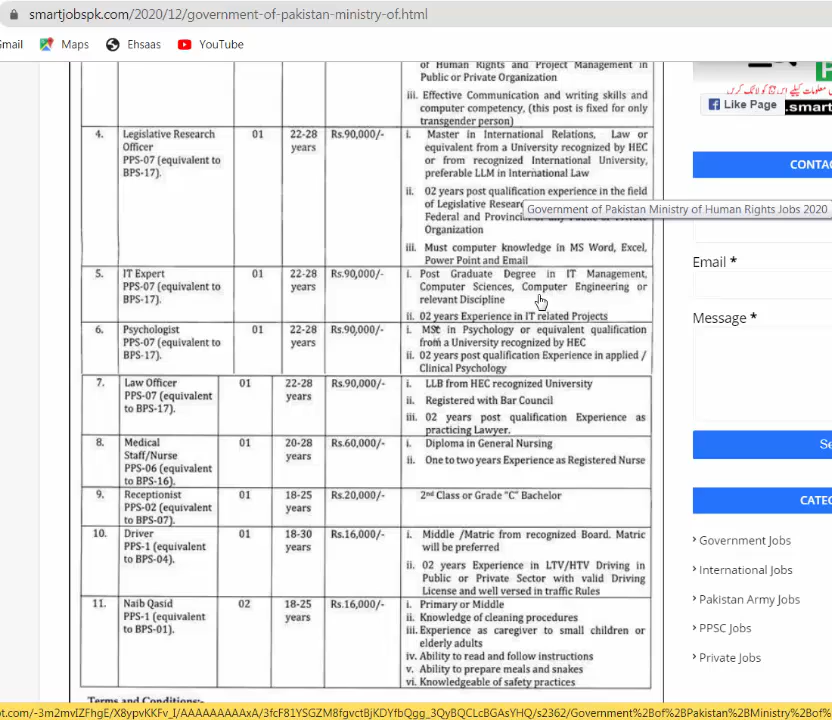 smartjobspk.com/2020/12/government-of-pakistan-ministry-of.html
Gmail Maps Ehsaas YouTube
of Human Rights and Project Management in
Public or Private Organization
iii. Effective Communication and writing skills and
computer competency, (this post is fixed for only
transgender person)
4. Legislative Research
Officer
PPS-07 (equivalent to
BPS-17).
01
22-28
years
Rs.90,000/-
i. Master in International Relations, Law or
equivalent from a University recognized by HEC
or from recognized International University,
preferable LLM in International Law
ii. 02 years post qualification experience in the field
of Legislative Resear
Federal and Provinci
Organization
iii. Must computer knowledge in MS Word, Excel,
Power Point and Email
5. IT Expert
PPS-07 (equivalent to
BPS-17).
01
22-28
years
Rs.90,000/-
i. Post Graduate Degree in IT Management,
Computer Sciences, Computer Engineering or
relevant Discipline
ii. 02 years Experience in IT related Projects
6. Psychologist
PPS-07 (equivalent to
BPS-17).
01
22-28
years
Rs.90,000/-
i. MSc in Psychology or equivalent qualification
from a University recognized by HEC
ii. 02 years post qualification Experience in applied /
Clinical Psychology
7. Law Officer
PPS-07 (equivalent
to BPS-17).
01
22-28
years
Rs.90,000/-
i. LLB from HEC recognized University
ii. Registered with Bar Council
iii. 02 years post qualification Experience as
practicing Lawyer.
8. Medical
Staff/Nurse
PPS-06 (equivalent
to BPS-16).
01
20-28
years
Rs.60,000/-
i. Diploma in General Nursing
ii. One to two years Experience as Registered Nurse
9. Receptionist
PPS-02 (equivalent
to BPS-07).
01
18-25
years
Rs.20,000/-
2nd Class or Grade "C" Bachelor
10. Driver
PPS-1 (equivalent
to BPS-04).
01
18-30
years
Rs.16,000/-
i. Middle /Matric from recognized Board. Matric
will be preferred
ii. 02 years Experience in LTV/HTV Driving in
Public or Private Sector with valid Driving
License and well versed in traffic Rules
11. Naib Qasid
PPS-1 (equivalent
to BPS-01).
02
18-25
years
Rs.16,000/-
i. Primary or Middle
ii. Knowledge of cleaning procedures
iii. Experience as caregiver to small children or
elderly adults
iv. Ability to read and follow instructions
v. Ability to prepare meals and snakes
vi. Knowledgeable of safety practices
Terms and Conditions:-
Government of Pakistan Ministry of Human Rights Jobs 2020
Like Page
.smart
CONTAC
Email *
Message *
Se
CATEG
Government Jobs
International Jobs
Pakistan Army Jobs
PPSC Jobs
Private Jobs